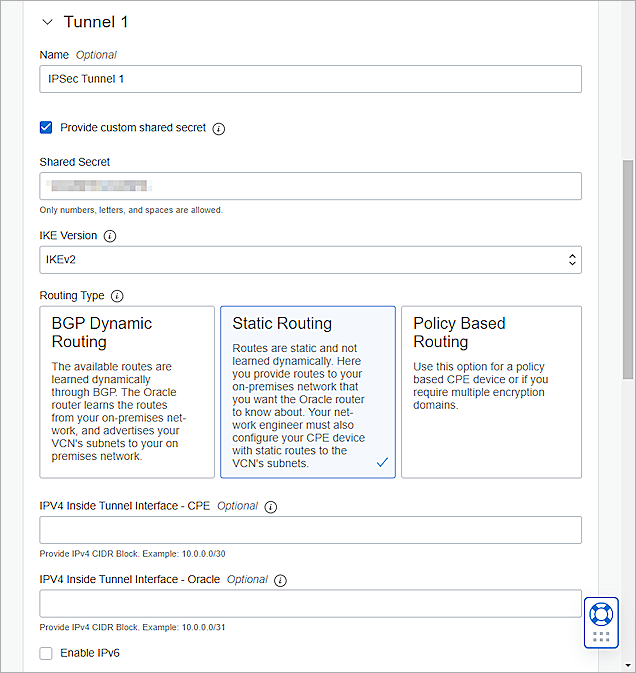 Tunnel 1
Name Optional
IPSec Tunnel 1
Provide custom shared secret
Shared Secret
Only numbers, letters, and spaces are allowed.
IKE Version
IKEv2
Routing Type
BGP Dynamic
Routing
The available routes are
learned dynamically
through BGP. The Oracle
router learns the routes
from your on-premises net-
work, and advertises your
VCN's subnets to your on
premises network.
Static Routing
Routes are static and not
learned dynamically. Here
you provide routes to your
on-premises network that
you want the Oracle router
to know about. Your net-
work engineer must also
configure your CPE device
with static routes to the
VCN's subnets.
Policy Based
Routing
Use this option for a policy
based CPE device or if you
require multiple encryption
domains.
IPV4 Inside Tunnel Interface - CPE Optional
Provide IPv4 CIDR Block. Example: 10.0.0.0/30
IPV4 Inside Tunnel Interface - Oracle Optional
Provide IPv4 CIDR Block. Example: 10.0.0.0/31
Enable IPv6